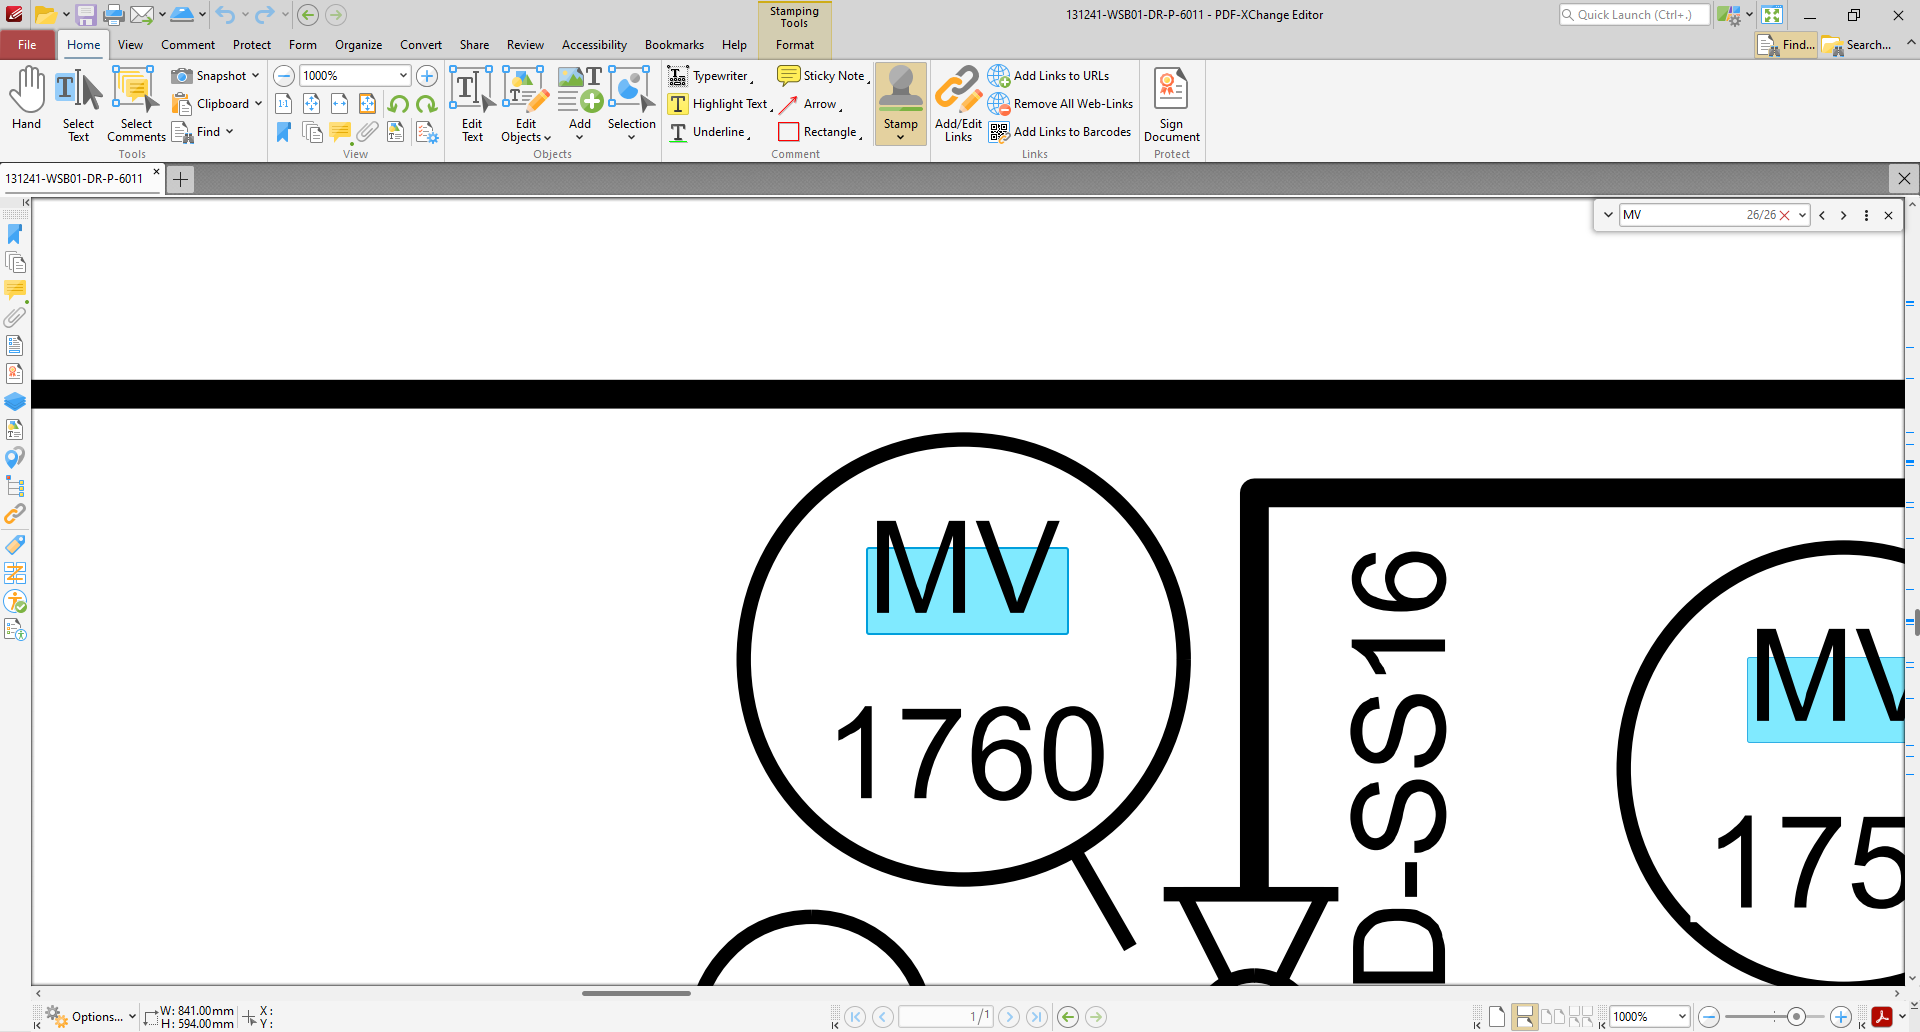 131241-WSB01-DR-P-6011 - PDF-XChange Editor
Stamping Tools
Quick Launch (Ctrl+.)
File
Home
View
Comment
Protect
Form
Organize
Convert
Share
Review
Accessibility
Bookmarks
Help
Format
Find...
Search...
Hand
Select Text
Select Comments
Snapshot
Clipboard
Find
Tools
1000%
1:1
View
Edit Text
Edit Objects
Add
Selection
Objects
Typewriter
Highlight Text
Underline
Sticky Note
Arrow
Rectangle
Stamp
Comment
Add/Edit Links
Add Links to URLs
Remove All Web-Links
Add Links to Barcodes
Links
Sign Document
Protect
131241-WSB01-DR-P-6011
MV 26/26
MV
1760
D-SS16
MV
175
Options...
W: 841.00mm
H: 594.00mm
X:
Y:
1/1
1000%